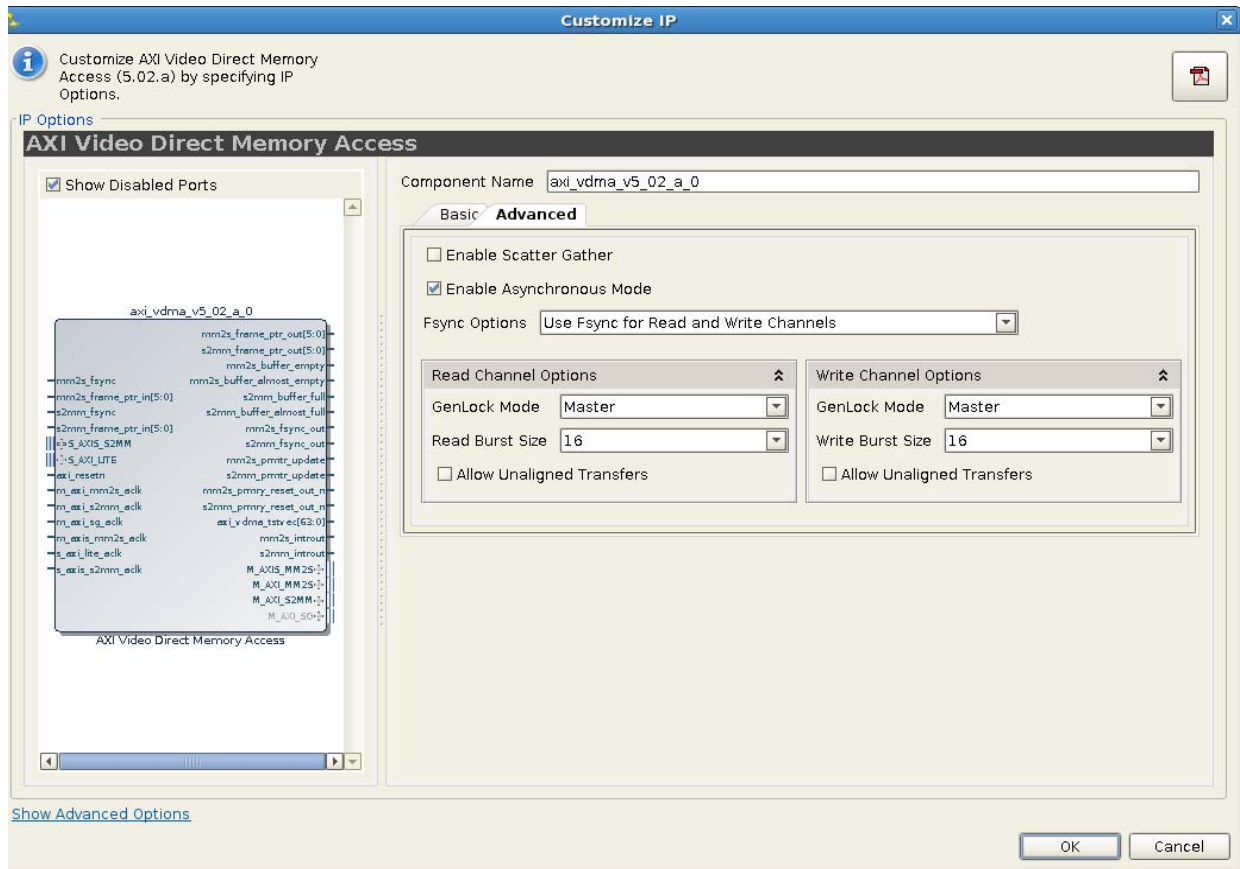 Customize IP
Customize AXI Video Direct Memory
Access (5.02.a) by specifying IP
Options.
IP Options
AXI Video Direct Memory Access
Show Disabled Ports
axi_vdma_v5_02_a_0
mm2s_frame_ptr_out[5:0]
s2mm_frame_ptr_out[5:0]
mm2s_buffer_empty
mm2s_fsync mm2s_buffer_almost_empty
mm2s_frame_ptr_in[5:0] s2mm_buffer_full
s2mm_fsync s2mm_buffer_almost_full
s2mm_frame_ptr_in[5:0] mm2s_fsync_out
S_AXIS_S2MM s2mm_fsync_out
S_AXI_LITE mm2s_prmtr_update
axi_resetn s2mm_prmtr_update
m_axi_mm2s_aclk mm2s_prmry_reset_out_n
m_axi_s2mm_aclk s2mm_prmry_reset_out_n
m_axi_sg_aclk axi_vdma_tstvec[63:0]
m_axis_mm2s_aclk mm2s_introut
s_axi_lite_aclk s2mm_introut
s_axis_s2mm_aclk M_AXIS_MM2S
M_AXI_MM2S
M_AXI_S2MM
M_AXI_SG
AXI Video Direct Memory Access
Component Name axi_vdma_v5_02_a_0
Basic Advanced
Enable Scatter Gather
Enable Asynchronous Mode
Fsync Options Use Fsync for Read and Write Channels
Read Channel Options
GenLock Mode Master
Read Burst Size 16
Allow Unaligned Transfers
Write Channel Options
GenLock Mode Master
Write Burst Size 16
Allow Unaligned Transfers
Show Advanced Options
OK Cancel